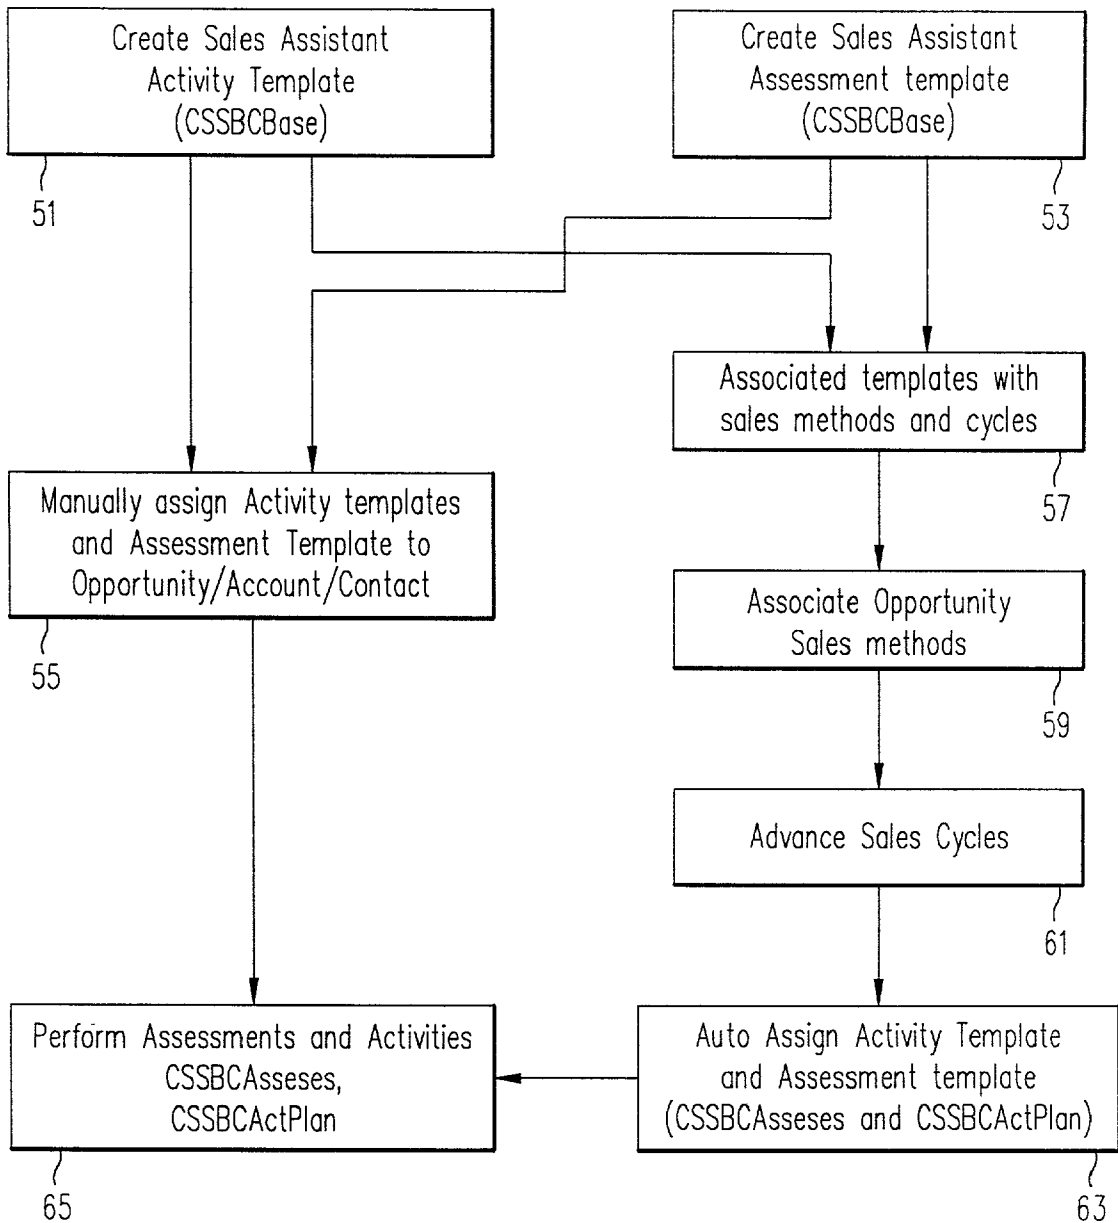 Create Sales Assistant
Activity Template
(CSSBCBase)
51
Create Sales Assistant
Assessment template
(CSSBCBase)
53
Associated templates with
sales methods and cycles
57
Manually assign Activity templates
and Assessment Template to
Opportunity/Account/Contact
55
Associate Opportunity
Sales methods
59
Advance Sales Cycles
61
Perform Assessments and Activities
CSSBCAsseses,
CSSBCActPlan
65
Auto Assign Activity Template
and Assessment template
(CSSBCAsseses and CSSBCActPlan)
63